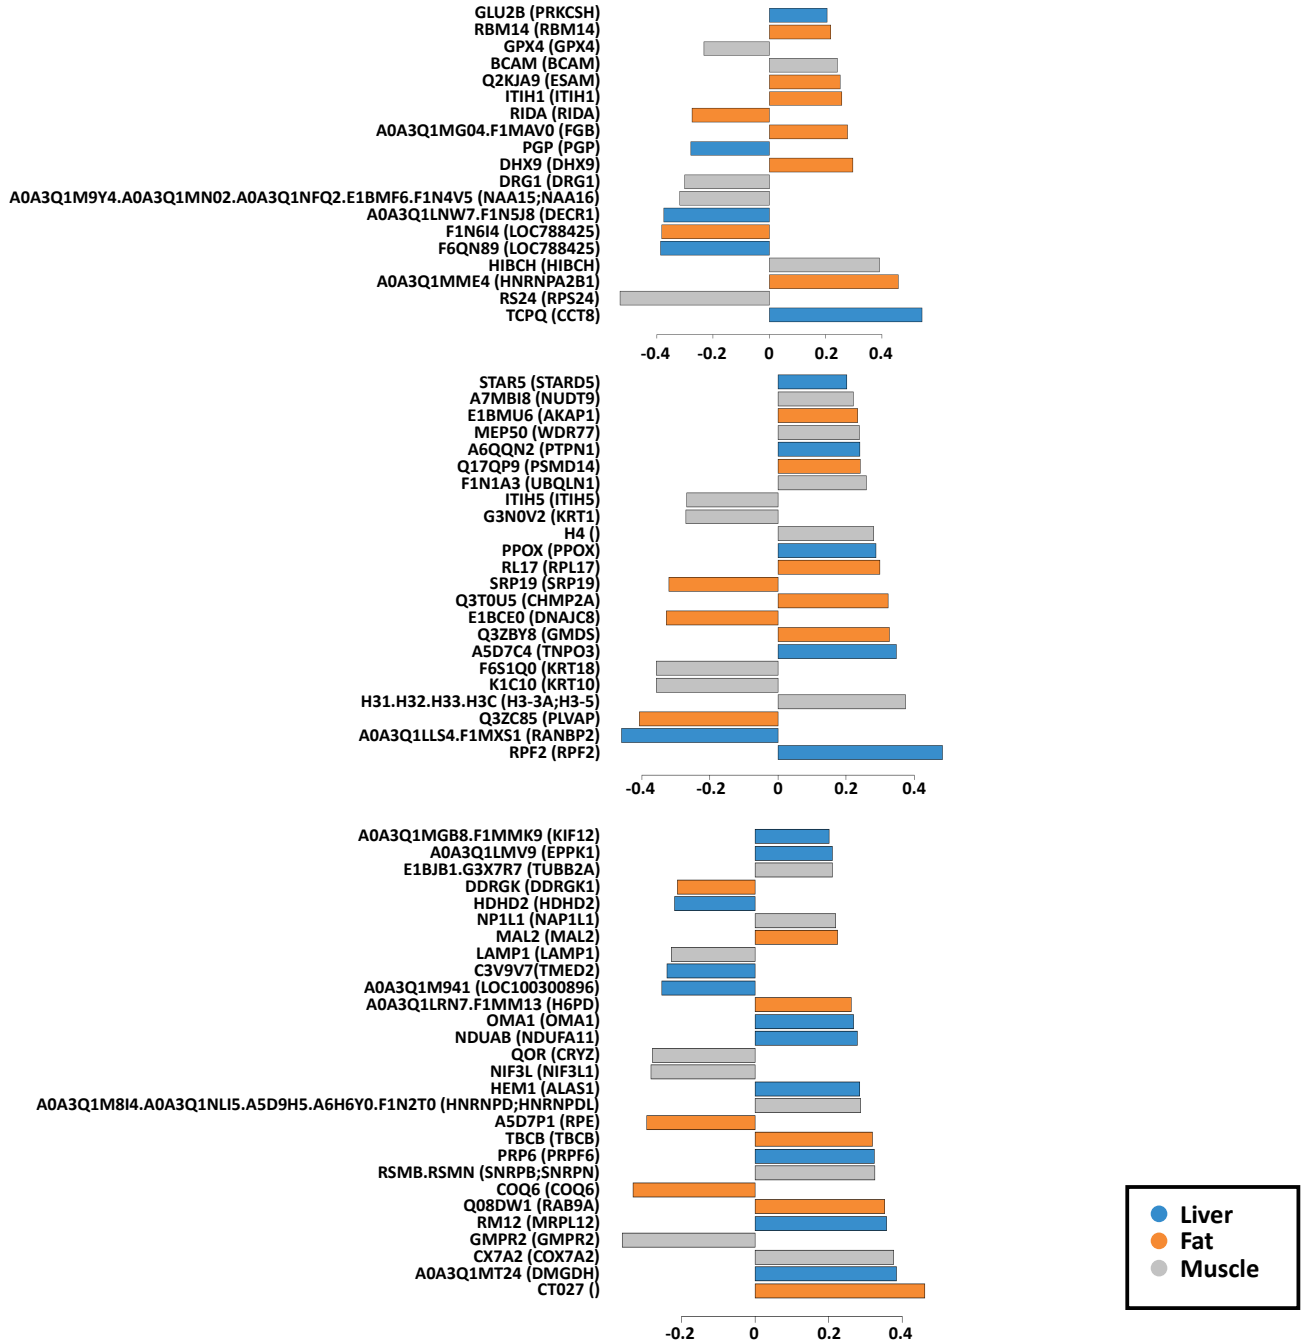 GLU2B (PRKCSH)
RBM14 (RBM14)
GPX4 (GPX4)
BCAM (BCAM)
Q2KJA9 (ESAM)
ITIH1 (ITIH1)
RIDA (RIDA)
A0A3Q1MG04.F1MAV0 (FGB)
PGP (PGP)
DHX9 (DHX9)
DRG1 (DRG1)
A0A3Q1M9Y4.A0A3Q1MN02.A0A3Q1NFQ2.E1BMF6.F1N4V5 (NAA15;NAA16)
A0A3Q1LNW7.F1N5J8 (DECR1)
F1N6I4 (LOC788425)
F6QN89 (LOC788425)
HIBCH (HIBCH)
A0A3Q1MME4 (HNRNPA2B1)
RS24 (RPS24)
TCPQ (CCT8)
-0.4 -0.2 0 0.2 0.4
STAR5 (STARD5)
A7MBI8 (NUDT9)
E1BMU6 (AKAP1)
MEP50 (WDR77)
A6QQN2 (PTPN1)
Q17QP9 (PSMD14)
F1N1A3 (UBQLN1)
ITIH5 (ITIH5)
G3N0V2 (KRT1)
H4 ()
PPOX (PPOX)
RL17 (RPL17)
SRP19 (SRP19)
Q3T0U5 (CHMP2A)
E1BCE0 (DNAJC8)
Q3ZBY8 (GMDS)
A5D7C4 (TNPO3)
F6S1Q0 (KRT18)
K1C10 (KRT10)
H31.H32.H33.H3C (H3-3A;H3-5)
Q3ZC85 (PLVAP)
A0A3Q1LLS4.F1MXS1 (RANBP2)
RPF2 (RPF2)
-0.4 -0.2 0 0.2 0.4
A0A3Q1MGB8.F1MMK9 (KIF12)
A0A3Q1LMV9 (EPPK1)
E1BJB1.G3X7R7 (TUBB2A)
DDRGK (DDRGK1)
HDHD2 (HDHD2)
NP1L1 (NAP1L1)
MAL2 (MAL2)
LAMP1 (LAMP1)
C3V9V7(TMED2)
A0A3Q1M941 (LOC100300896)
A0A3Q1LRN7.F1MM13 (H6PD)
OMA1 (OMA1)
NDUAB (NDUFA11)
QOR (CRYZ)
NIF3L (NIF3L1)
HEM1 (ALAS1)
A0A3Q1M8I4.A0A3Q1NLI5.A5D9H5.A6H6Y0.F1N2T0 (HNRNPD;HNRNPDL)
A5D7P1 (RPE)
TBCB (TBCB)
PRP6 (PRPF6)
RSMB.RSMN (SNRPB;SNRPN)
COQ6 (COQ6)
Q08DW1 (RAB9A)
RM12 (MRPL12)
GMPR2 (GMPR2)
CX7A2 (COX7A2)
A0A3Q1MT24 (DMGDH)
CT027 ()
-0.2 0 0.2 0.4
Liver
Fat
Muscle